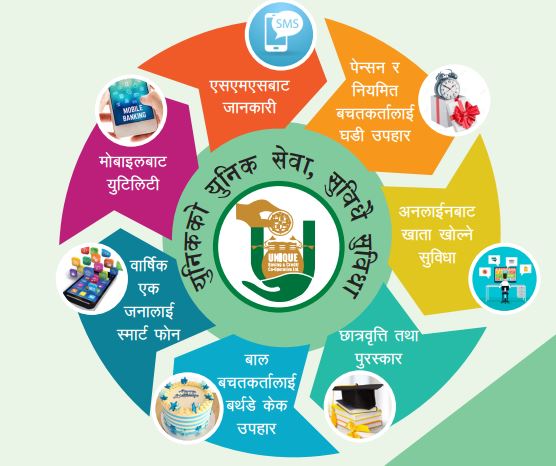 SMS
एसएमएसबाट
जानकारी
पेन्सन र
नियमित
बचतकर्तालाई
घडी उपहार
अनलाईनबाट
खाता खोल्ने
सुविधा
छात्रवृत्ति तथा
पुरस्कार
बाल
बचतकर्तालाई
बर्थडे केक
उपहार
वार्षिक
एक
जनालाई
स्मार्ट फोन
मोबाइलबाट
युटिलिटी
MOBILE
BANKING
युनिकको युनिक सेवा, सुविधै सुविधा
UNIQUE
Saving & Credit
Co-Operative Ltd.